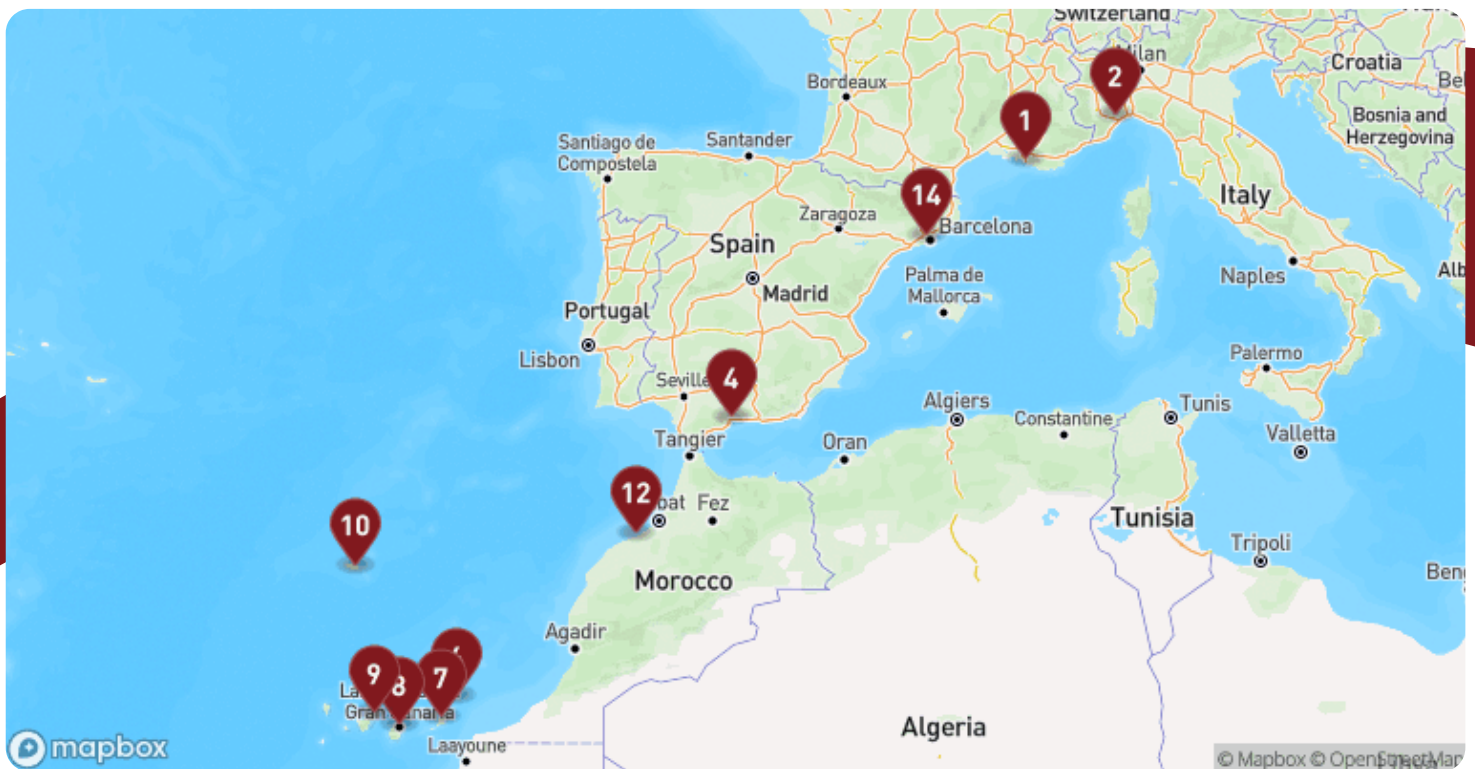 Switzerland
Milan
2
Croatia
Bordeaux
1
Bosnia and
Herzegovina
Santiago de
Compostela
Santander
14
Italy
Zaragoza
Barcelona
Spain
Madrid
Palma de
Mallorca
Naples
Portugal
Lisbon
Palermo
Seville
4
Algiers
Constantine
Tunis
Tangier
Oran
Valletta
12
Fez
10
Tunisia
Tripoli
Morocco
Agadir
9
8
7
Laayoune
Algeria
mapbox
© Mapbox © OpenStreetMap